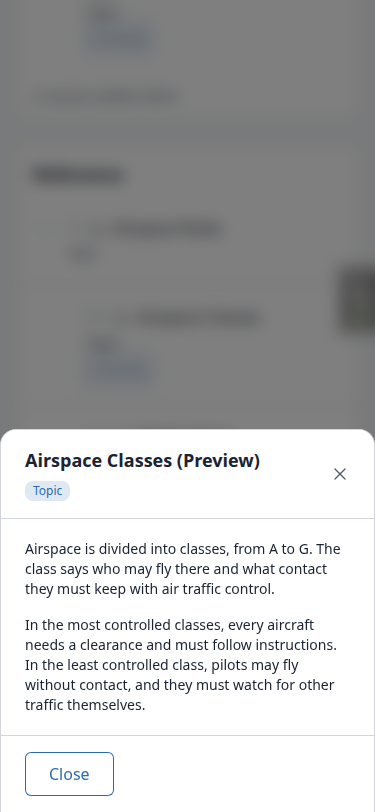 Airspace Classes (Preview)
Topic
Airspace is divided into classes, from A to G. The
class says who may fly there and what contact
they must keep with air traffic control.
In the most controlled classes, every aircraft
needs a clearance and must follow instructions.
In the least controlled class, pilots may fly
without contact, and they must watch for other
traffic themselves.
Close